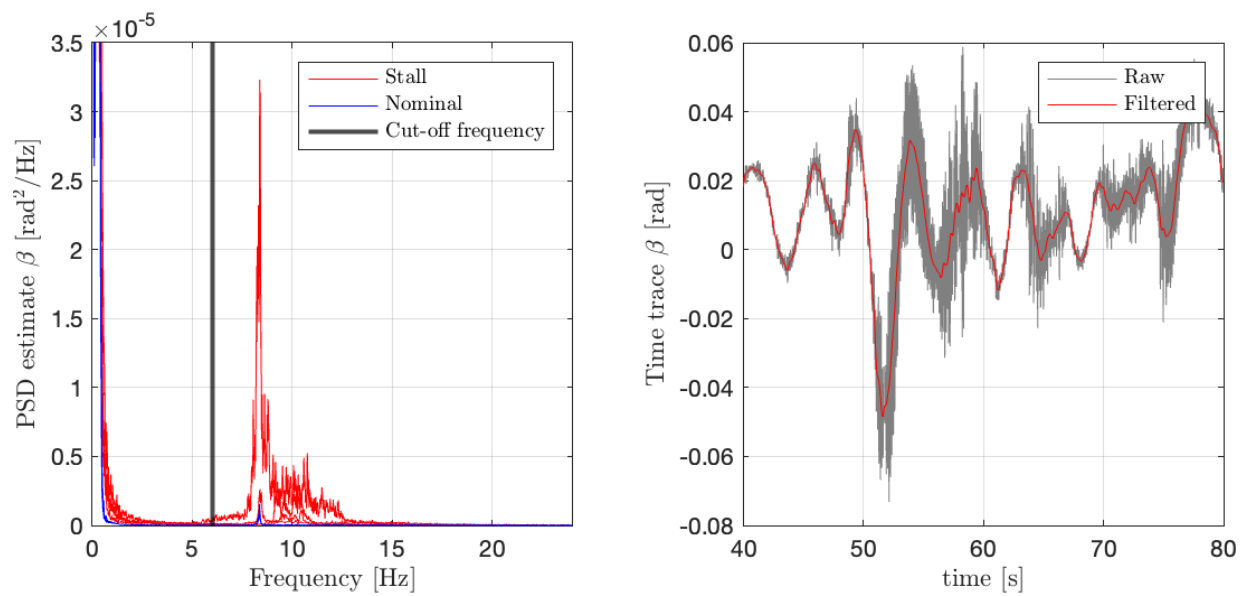 ×10⁻⁵
3.5
3
2.5
2
1.5
1
0.5
0
0 5 10 15 20
PSD estimate β [rad²/Hz]
Frequency [Hz]
Stall
Nominal
Cut-off frequency
0.06
0.04
0.02
0
-0.02
-0.04
-0.06
-0.08
40 50 60 70 80
Time trace β [rad]
time [s]
Raw
Filtered